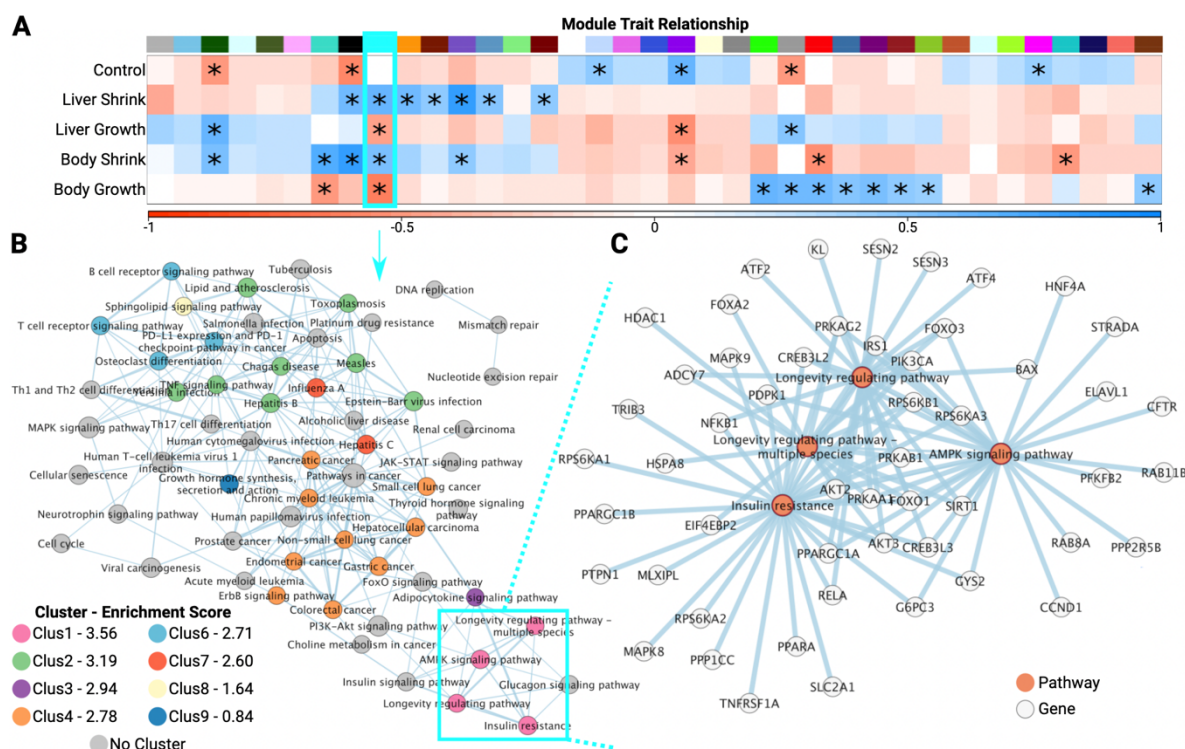 A
Module Trait Relationship
Control * * * * * *
Liver Shrink * * * * * * *
Liver Growth * * * *
Body Shrink * * * * * * * *
Body Growth * * * * * * * * * *
-1 -0.5 0 0.5 1
B
B cell receptor signaling pathway
Tuberculosis
Lipid and atherosclerosis
DNA replication
Sphingolipid signaling pathway
Toxoplasmosis
T cell receptor signaling pathway
Salmonella infection
Platinum drug resistance
Mismatch repair
PD-L1 expression and PD-1
checkpoint pathway in cancer
Apoptosis
Osteoclast differentiation
Chagas disease
Measles
Th1 and Th2 cell differentiation
TNF signaling pathway
Yersinia infection
Influenza A
Nucleotide excision repair
Hepatitis B
Epstein-Barr virus infection
MAPK signaling pathway
Th17 cell differentiation
Alcoholic liver disease
Renal cell carcinoma
Human cytomegalovirus infection
Hepatitis C
Human T-cell leukemia virus 1
infection
Pancreatic cancer
JAK-STAT signaling pathway
Cellular senescence
Growth hormone synthesis,
secretion and action
Pathways in cancer
Small cell lung cancer
Chronic myeloid leukemia
Thyroid hormone signaling
pathway
Neurotrophin signaling pathway
Human papillomavirus infection
Hepatocellular carcinoma
Cell cycle
Prostate cancer
Non-small cell lung cancer
Viral carcinogenesis
Endometrial cancer
Gastric cancer
Acute myeloid leukemia
FoxO signaling pathway
ErbB signaling pathway
Adipocytokine signaling pathway
Colorectal cancer
PI3K-Akt signaling pathway
Longevity regulating pathway -
multiple species
Choline metabolism in cancer
AMPK signaling pathway
Insulin signaling pathway
Glucagon signaling pathway
Longevity regulating pathway
Insulin resistance
Cluster - Enrichment Score
Clus1 - 3.56 Clus6 - 2.71
Clus2 - 3.19 Clus7 - 2.60
Clus3 - 2.94 Clus8 - 1.64
Clus4 - 2.78 Clus9 - 0.84
No Cluster
C
KL
SESN2
SESN3
ATF2
ATF4
HNF4A
FOXA2
HDAC1
PRKAG2
FOXO3
STRADA
IRS1
MAPK9
CREB3L2
PIK3CA
BAX
ADCY7
Longevity regulating pathway
PDPK1
RPS6KB1
ELAVL1
TRIB3
RPS6KA3
CFTR
NFKB1
Longevity regulating pathway -
multiple species
PRKAB1
AMPK signaling pathway
RPS6KA1
HSPA8
RAB11B
PFKFB2
AKT2
PRKAA1
FOXO1
SIRT1
Insulin resistance
PPARGC1B
EIF4EBP2
AKT3
CREB3L3
RAB8A
PPP2R5B
PPARGC1A
PTPN1
MLXIPL
GYS2
RELA
G6PC3
CCND1
RPS6KA2
MAPK8
PPP1CC
PPARA
SLC2A1
TNFRSF1A
Pathway
Gene